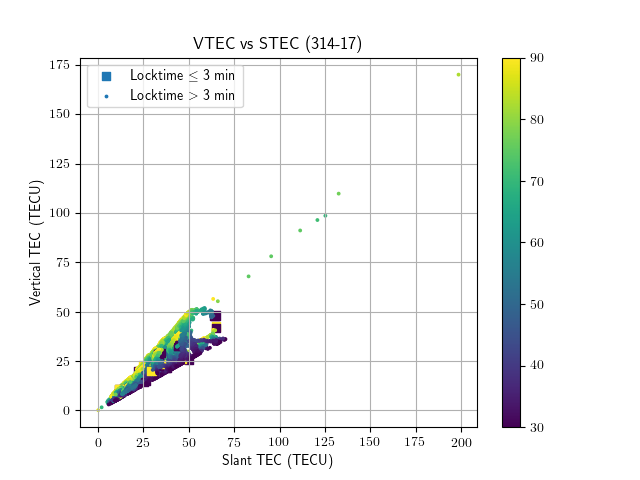 VTEC vs STEC (314-17)
Locktime ≤ 3 min
Locktime > 3 min
175
150
125
100
75
50
25
0
Vertical TEC (TECU)
0 25 50 75 100 125 150 175 200
Slant TEC (TECU)
90
80
70
60
50
40
30